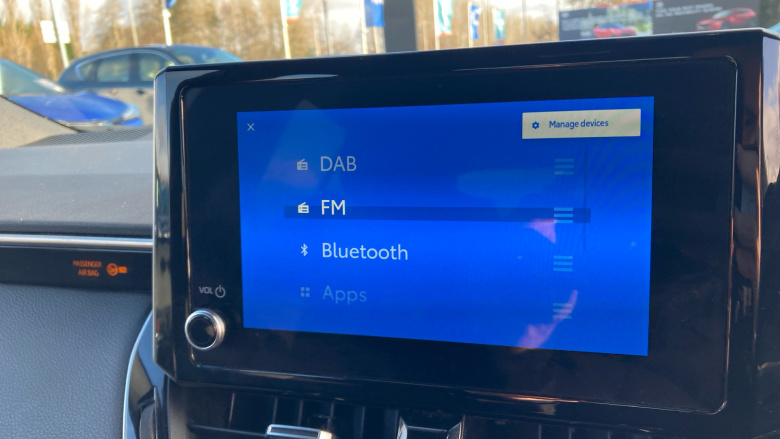 Manage devices
DAB
FM
Bluetooth
Apps
PASSENGER
AIR BAG
VOL